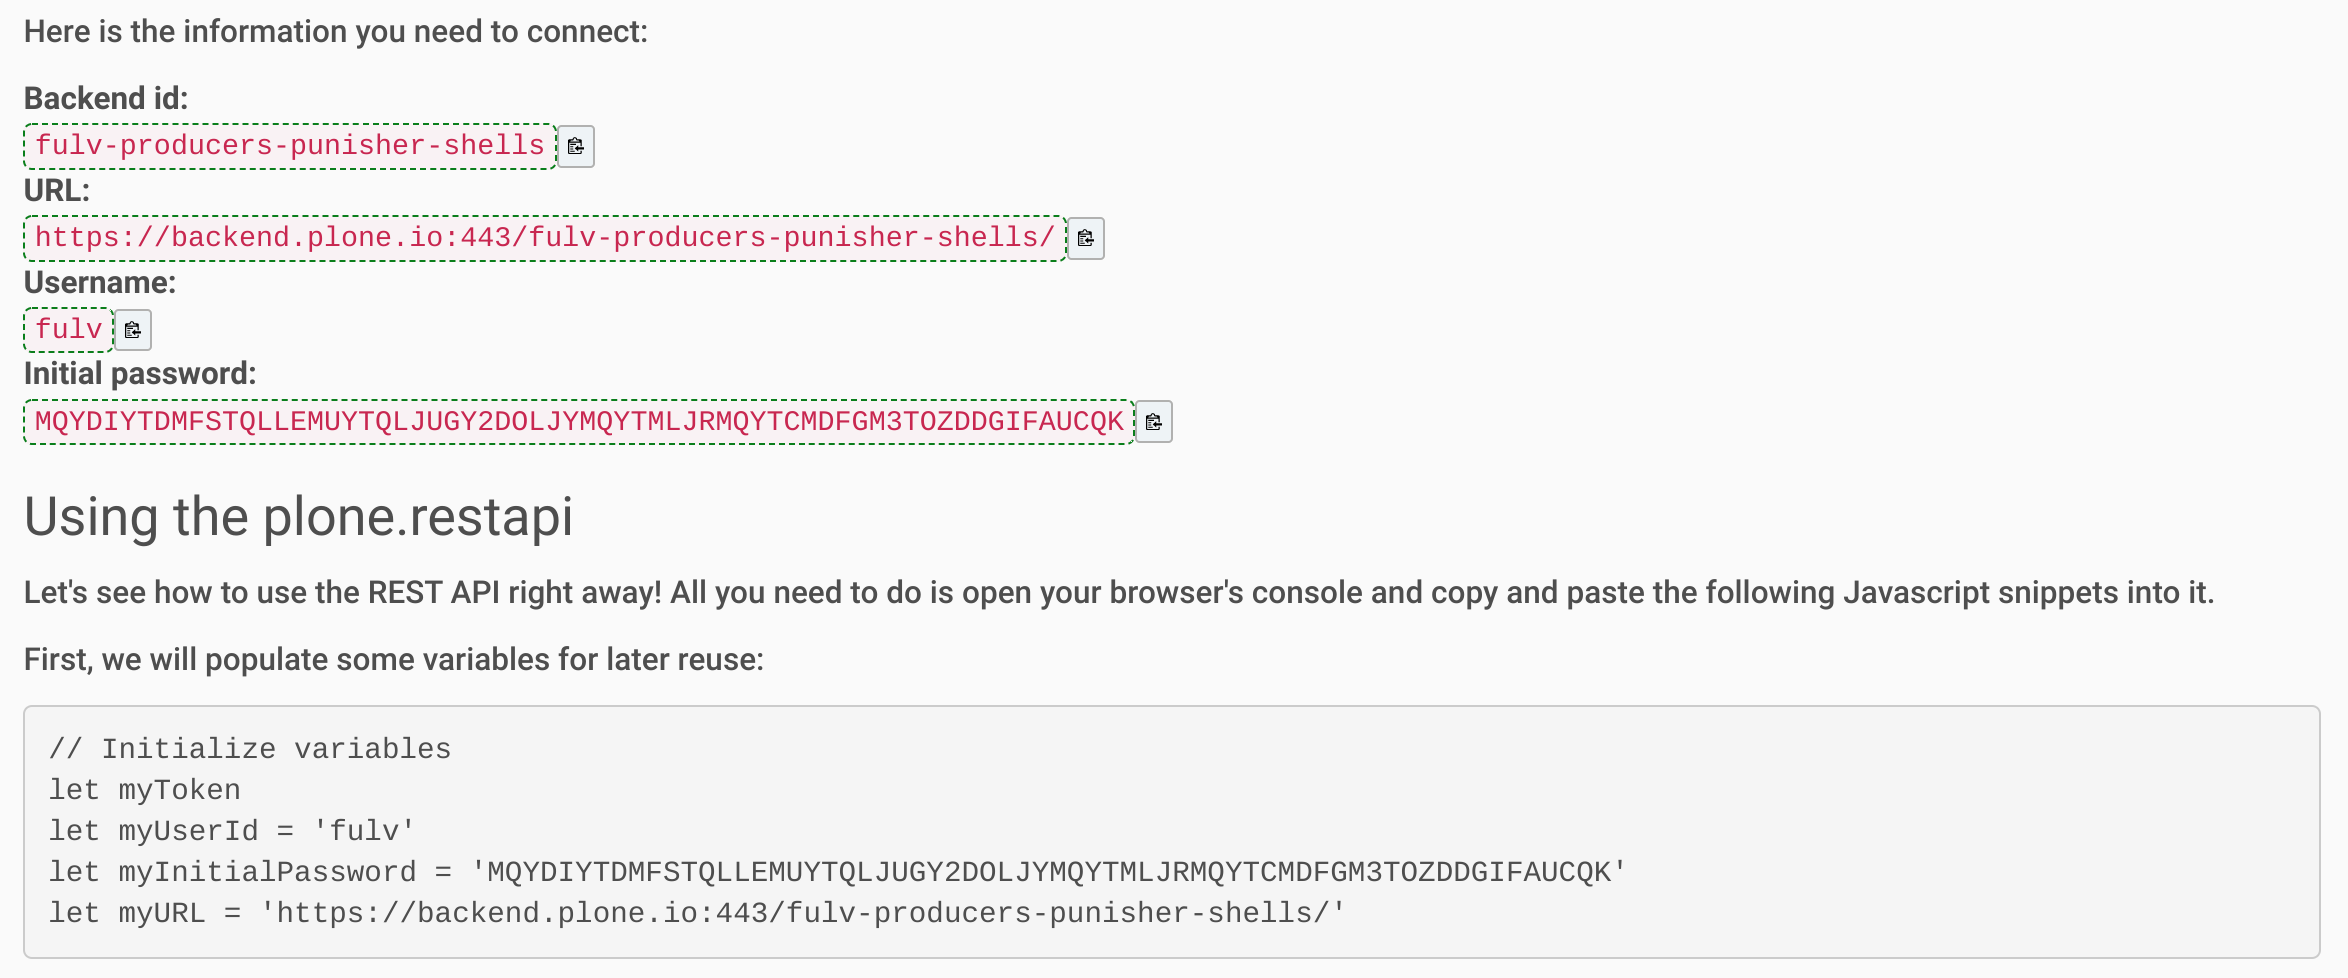 Here is the information you need to connect:
Backend id:
fulv-producers-punisher-shells
URL:
https://backend.plone.io:443/fulv-producers-punisher-shells/
Username:
fulv
Initial password:
MQYDIYTDMFSTQLLEMUYTQLJUGY2DOLJYMQYTMLJRMQYTCMDFGM3TOZDDGIFAUCQK
Using the plone.restapi
Let's see how to use the REST API right away! All you need to do is open your browser's console and copy and paste the following Javascript snippets into it.
First, we will populate some variables for later reuse:
// Initialize variables
let myToken
let myUserId = 'fulv'
let myInitialPassword = 'MQYDIYTDMFSTQLLEMUYTQLJUGY2DOLJYMQYTMLJRMQYTCMDFGM3TOZDDGIFAUCQK'
let myURL = 'https://backend.plone.io:443/fulv-producers-punisher-shells/'